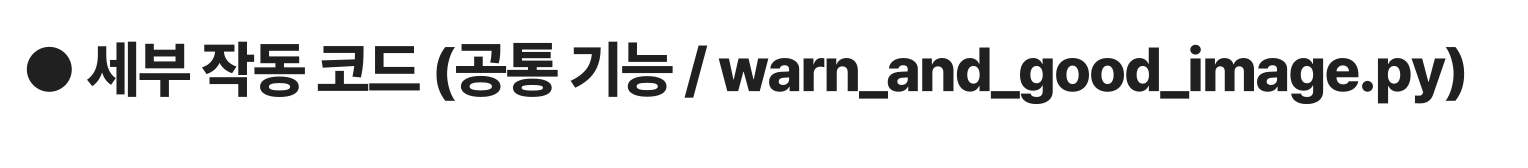 ● 세부 작동 코드 (공통 기능 / warn_and_good_image.py)